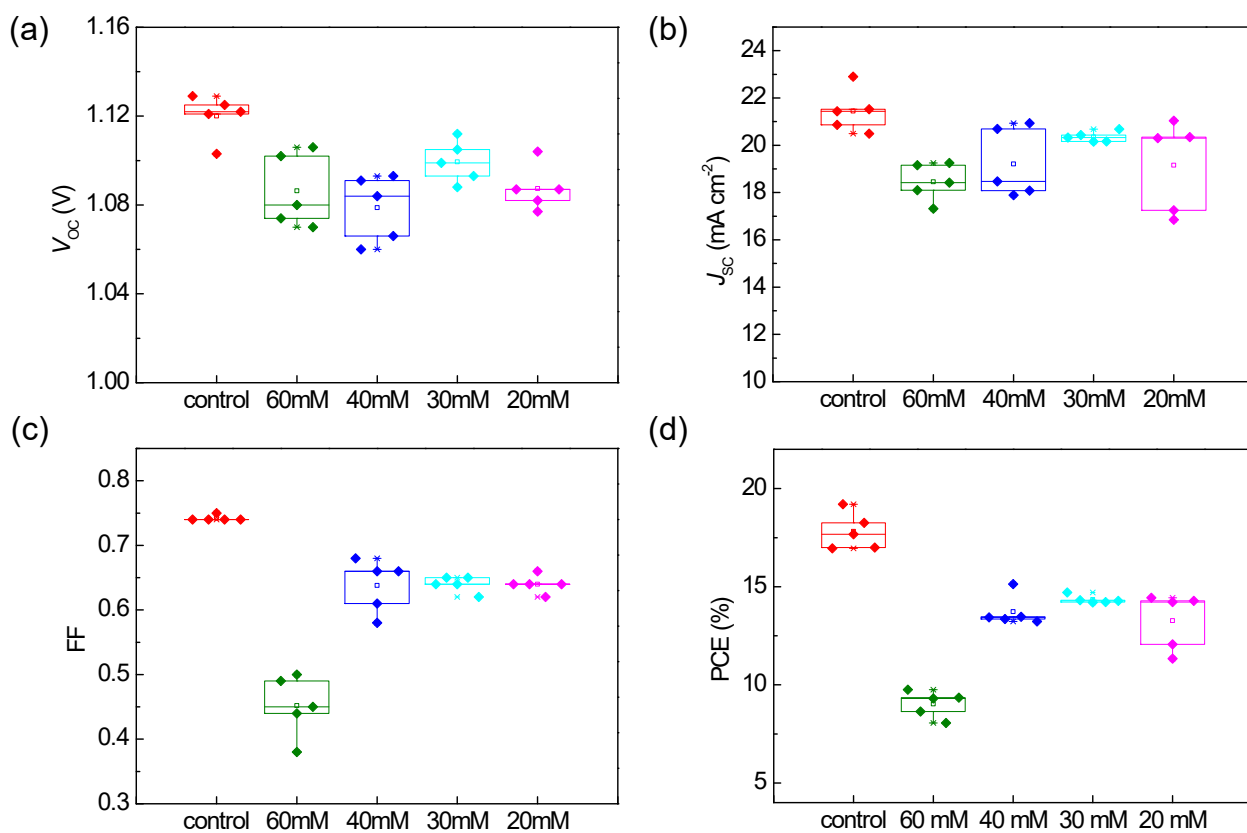 (a)
1.16
1.12
1.08
1.04
1.00
V_OC (V)
control 60mM 40mM 30mM 20mM
(b)
24
22
20
18
16
14
12
10
J_SC (mA cm⁻²)
control 60mM 40mM 30mM 20mM
(c)
0.8
0.7
0.6
0.5
0.4
0.3
FF
control 60mM 40mM 30mM 20mM
(d)
20
15
10
5
PCE (%)
control 60 mM 40 mM 30 mM 20 mM